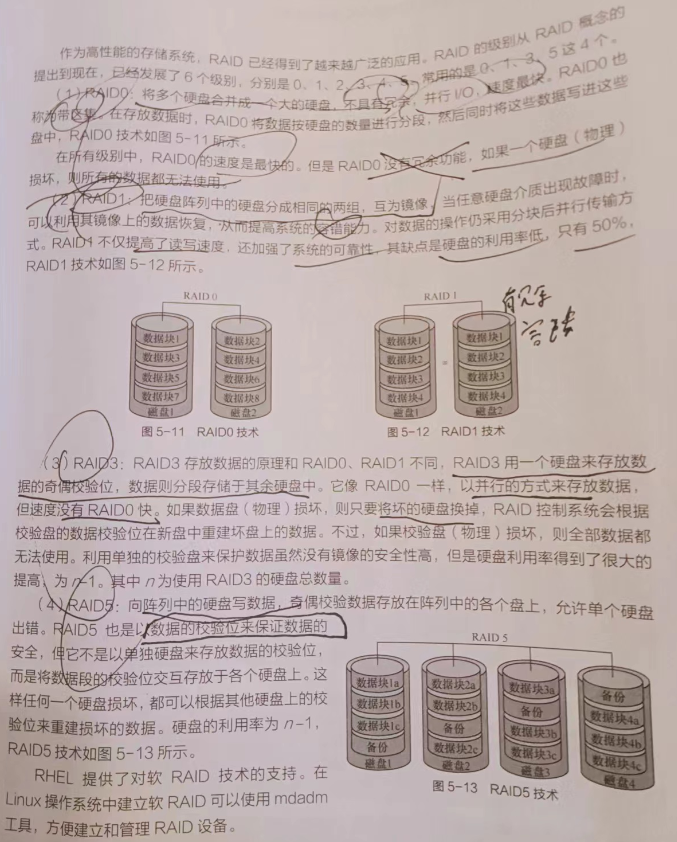 作为高性能的存储系统，RAID 已经得到了越来越广泛的应用。RAID 的级别从 RAID 概念的
提出到现在，已经发展了 6 个级别，分别是 0、1、2、3、4、5。常用的是 0、1、3、5 这 4 个。
（1）RAID0：将多个硬盘合并成一个大的硬盘，不具有冗余，并行 I/O，速度最快。RAID0 也
称为带区集。在存放数据时，RAID0 将数据按硬盘的数量进行分段，然后同时将这些数据写进这些
盘中，RAID0 技术如图 5-11 所示。
在所有级别中，RAID0 的速度是最快的。但是 RAID0 没有冗余功能，如果一个硬盘（物理）
损坏，则所有的数据都无法使用。
（2）RAID1：把硬盘阵列中的硬盘分成相同的两组，互为镜像，当任意硬盘介质出现故障时，
可以利用其镜像上的数据恢复，从而提高系统的容错能力。对数据的操作仍采用分块后并行传输方
式。RAID1 不仅提高了读写速度，还加强了系统的可靠性，其缺点是硬盘的利用率低，只有 50%，
RAID1 技术如图 5-12 所示。
RAID 0
数据块1
数据块3
数据块5
数据块7
磁盘1
数据块2
数据块4
数据块6
数据块8
磁盘2
图 5-11 RAID0 技术
RAID 1
数据块1
数据块2
数据块3
数据块4
磁盘1
=
数据块1
数据块2
数据块3
数据块4
磁盘2
图 5-12 RAID1 技术
（3）RAID3：RAID3 存放数据的原理和 RAID0、RAID1 不同，RAID3 用一个硬盘来存放数
据的奇偶校验位，数据则分段存储于其余硬盘中。它像 RAID0 一样，以并行的方式来存放数据，
但速度没有 RAID0 快。如果数据盘（物理）损坏，则只要将坏的硬盘换掉，RAID 控制系统会根据
校验盘的数据校验位在新盘中重建坏盘上的数据。不过，如果校验盘（物理）损坏，则全部数据都
无法使用。利用单独的校验盘来保护数据虽然没有镜像的安全性高，但是硬盘利用率得到了很大的
提高，为 n-1。其中 n 为使用 RAID3 的硬盘总数量。
（4）RAID5：向阵列中的硬盘写数据，奇偶校验数据存放在阵列中的各个盘上，允许单个硬盘
出错。RAID5 也是以数据的校验位来保证数据的
安全，但它不是以单独硬盘来存放数据的校验位，
而是将数据段的校验位交互存放于各个硬盘上。这
样任何一个硬盘损坏，都可以根据其他硬盘上的校
验位来重建损坏的数据。硬盘的利用率为 n-1，
RAID5 技术如图 5-13 所示。
RHEL 提供了对软 RAID 技术的支持。在
Linux 操作系统中建立软 RAID 可以使用 mdadm
工具，方便建立和管理 RAID 设备。
RAID 5
数据块1a
数据块1b
数据块1c
备份
磁盘1
数据块2a
数据块2b
备份
数据块2c
磁盘2
数据块3a
备份
数据块3b
数据块3c
磁盘3
备份
数据块4a
数据块4b
数据块4c
磁盘4
图 5-13 RAID5 技术